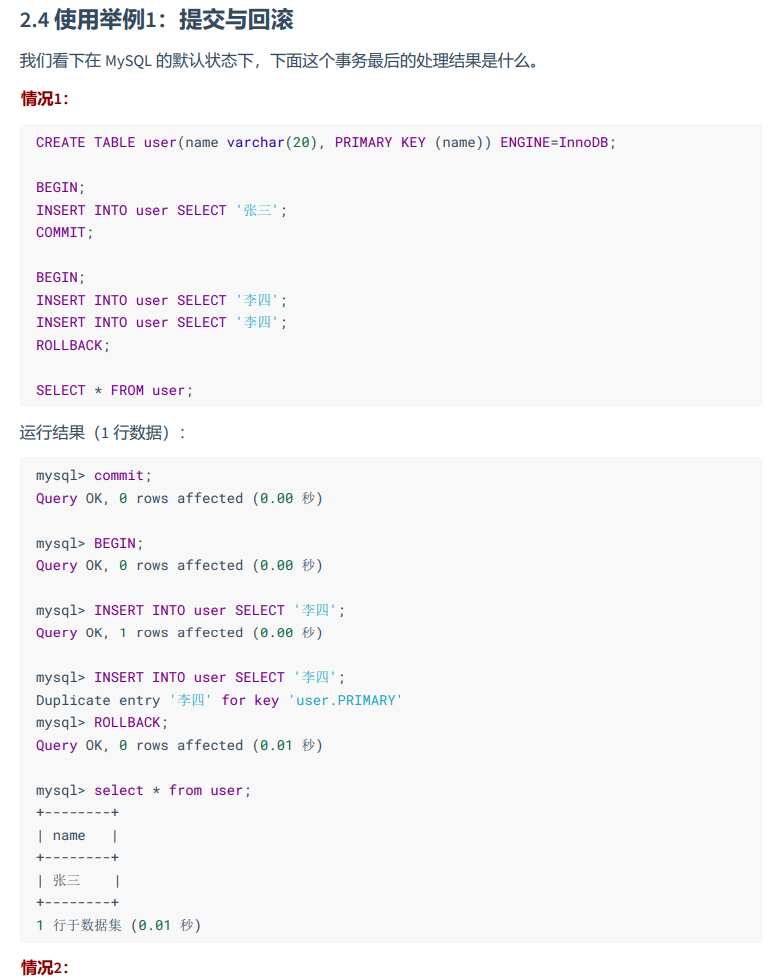 2.4 使用举例1：提交与回滚
我们看下在 MySQL 的默认状态下，下面这个事务最后的处理结果是什么。
情况1：
CREATE TABLE user(name varchar(20), PRIMARY KEY (name)) ENGINE=InnoDB;
BEGIN;
INSERT INTO user SELECT '张三';
COMMIT;
BEGIN;
INSERT INTO user SELECT '李四';
INSERT INTO user SELECT '李四';
ROLLBACK;
SELECT * FROM user;
运行结果（1 行数据）：
mysql> commit;
Query OK, 0 rows affected (0.00 秒)
mysql> BEGIN;
Query OK, 0 rows affected (0.00 秒)
mysql> INSERT INTO user SELECT '李四';
Query OK, 1 rows affected (0.00 秒)
mysql> INSERT INTO user SELECT '李四';
Duplicate entry '李四' for key 'user.PRIMARY'
mysql> ROLLBACK;
Query OK, 0 rows affected (0.01 秒)
mysql> select * from user;
+--------+
| name   |
+--------+
| 张三    |
+--------+
1 行于数据集 (0.01 秒)
情况2：